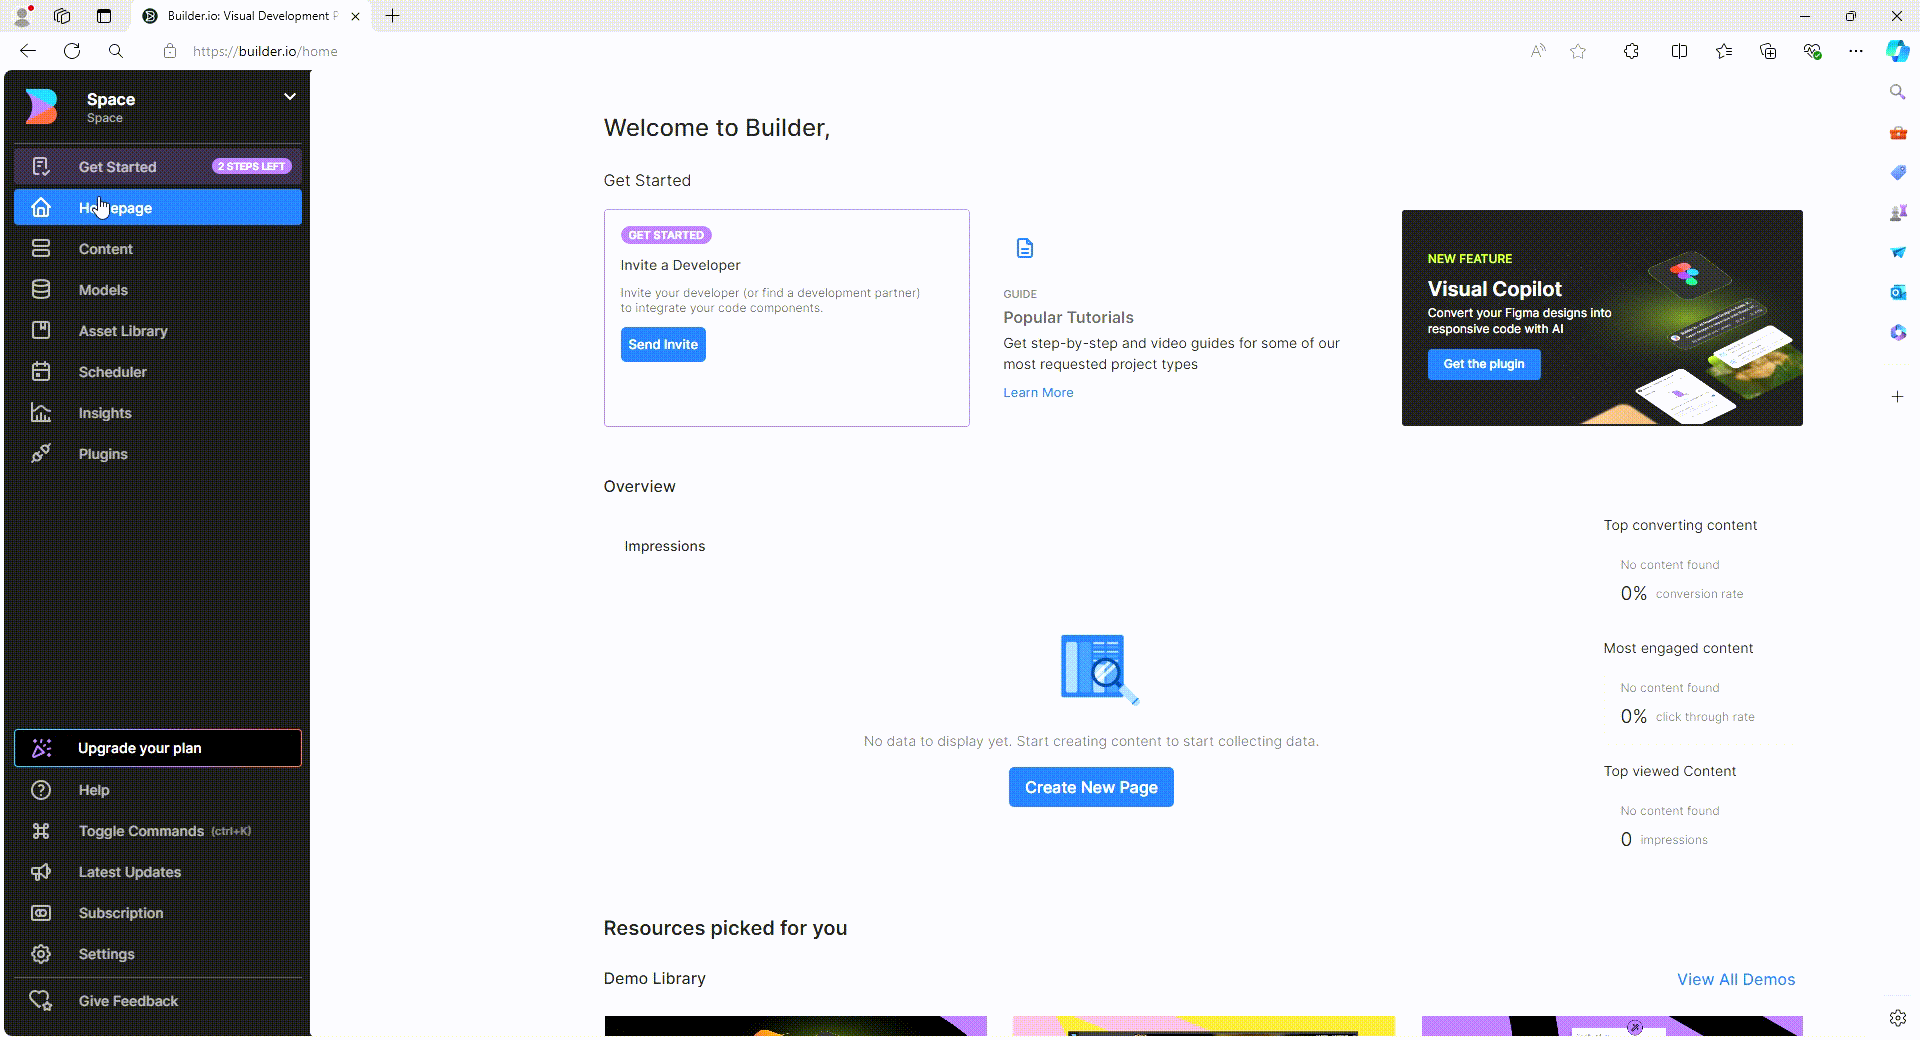 Builder.io: Visual Development P
https://builder.io/home
Space
Space
Get Started
2 STEPS LEFT
Homepage
Content
Models
Asset Library
Scheduler
Insights
Plugins
Upgrade your plan
Help
Toggle Commands (ctrl+K)
Latest Updates
Subscription
Settings
Give Feedback
Welcome to Builder,
Get Started
GET STARTED
Invite a Developer
Invite your developer (or find a development partner)
to integrate your code components.
Send Invite
GUIDE
Popular Tutorials
Get step-by-step and video guides for some of our
most requested project types
Learn More
NEW FEATURE
Visual Copilot
Convert your Figma designs into
responsive code with AI
Get the plugin
Overview
Impressions
No data to display yet. Start creating content to start collecting data.
Create New Page
Top converting content
No content found
0% conversion rate
Most engaged content
No content found
0% click through rate
Top viewed Content
No content found
0 impressions
Resources picked for you
Demo Library
View All Demos